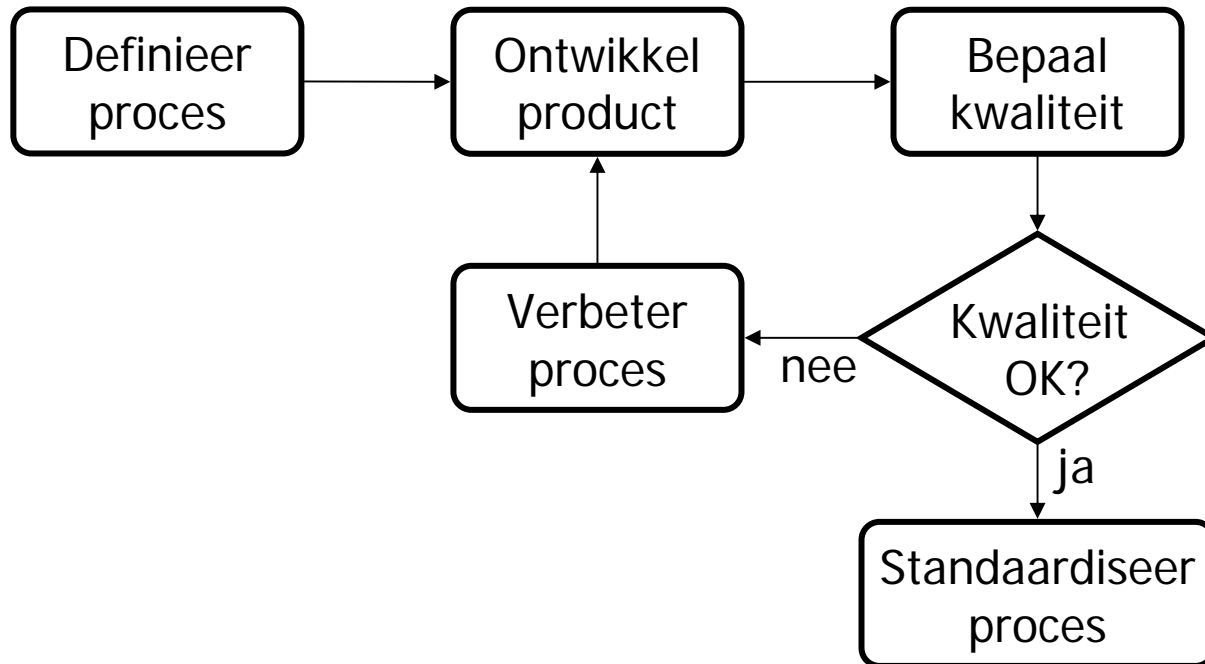 Definieer
proces
Ontwikkel
product
Bepaal
kwaliteit
Verbeter
proces
nee
Kwaliteit
OK?
ja
Standaardiseer
proces